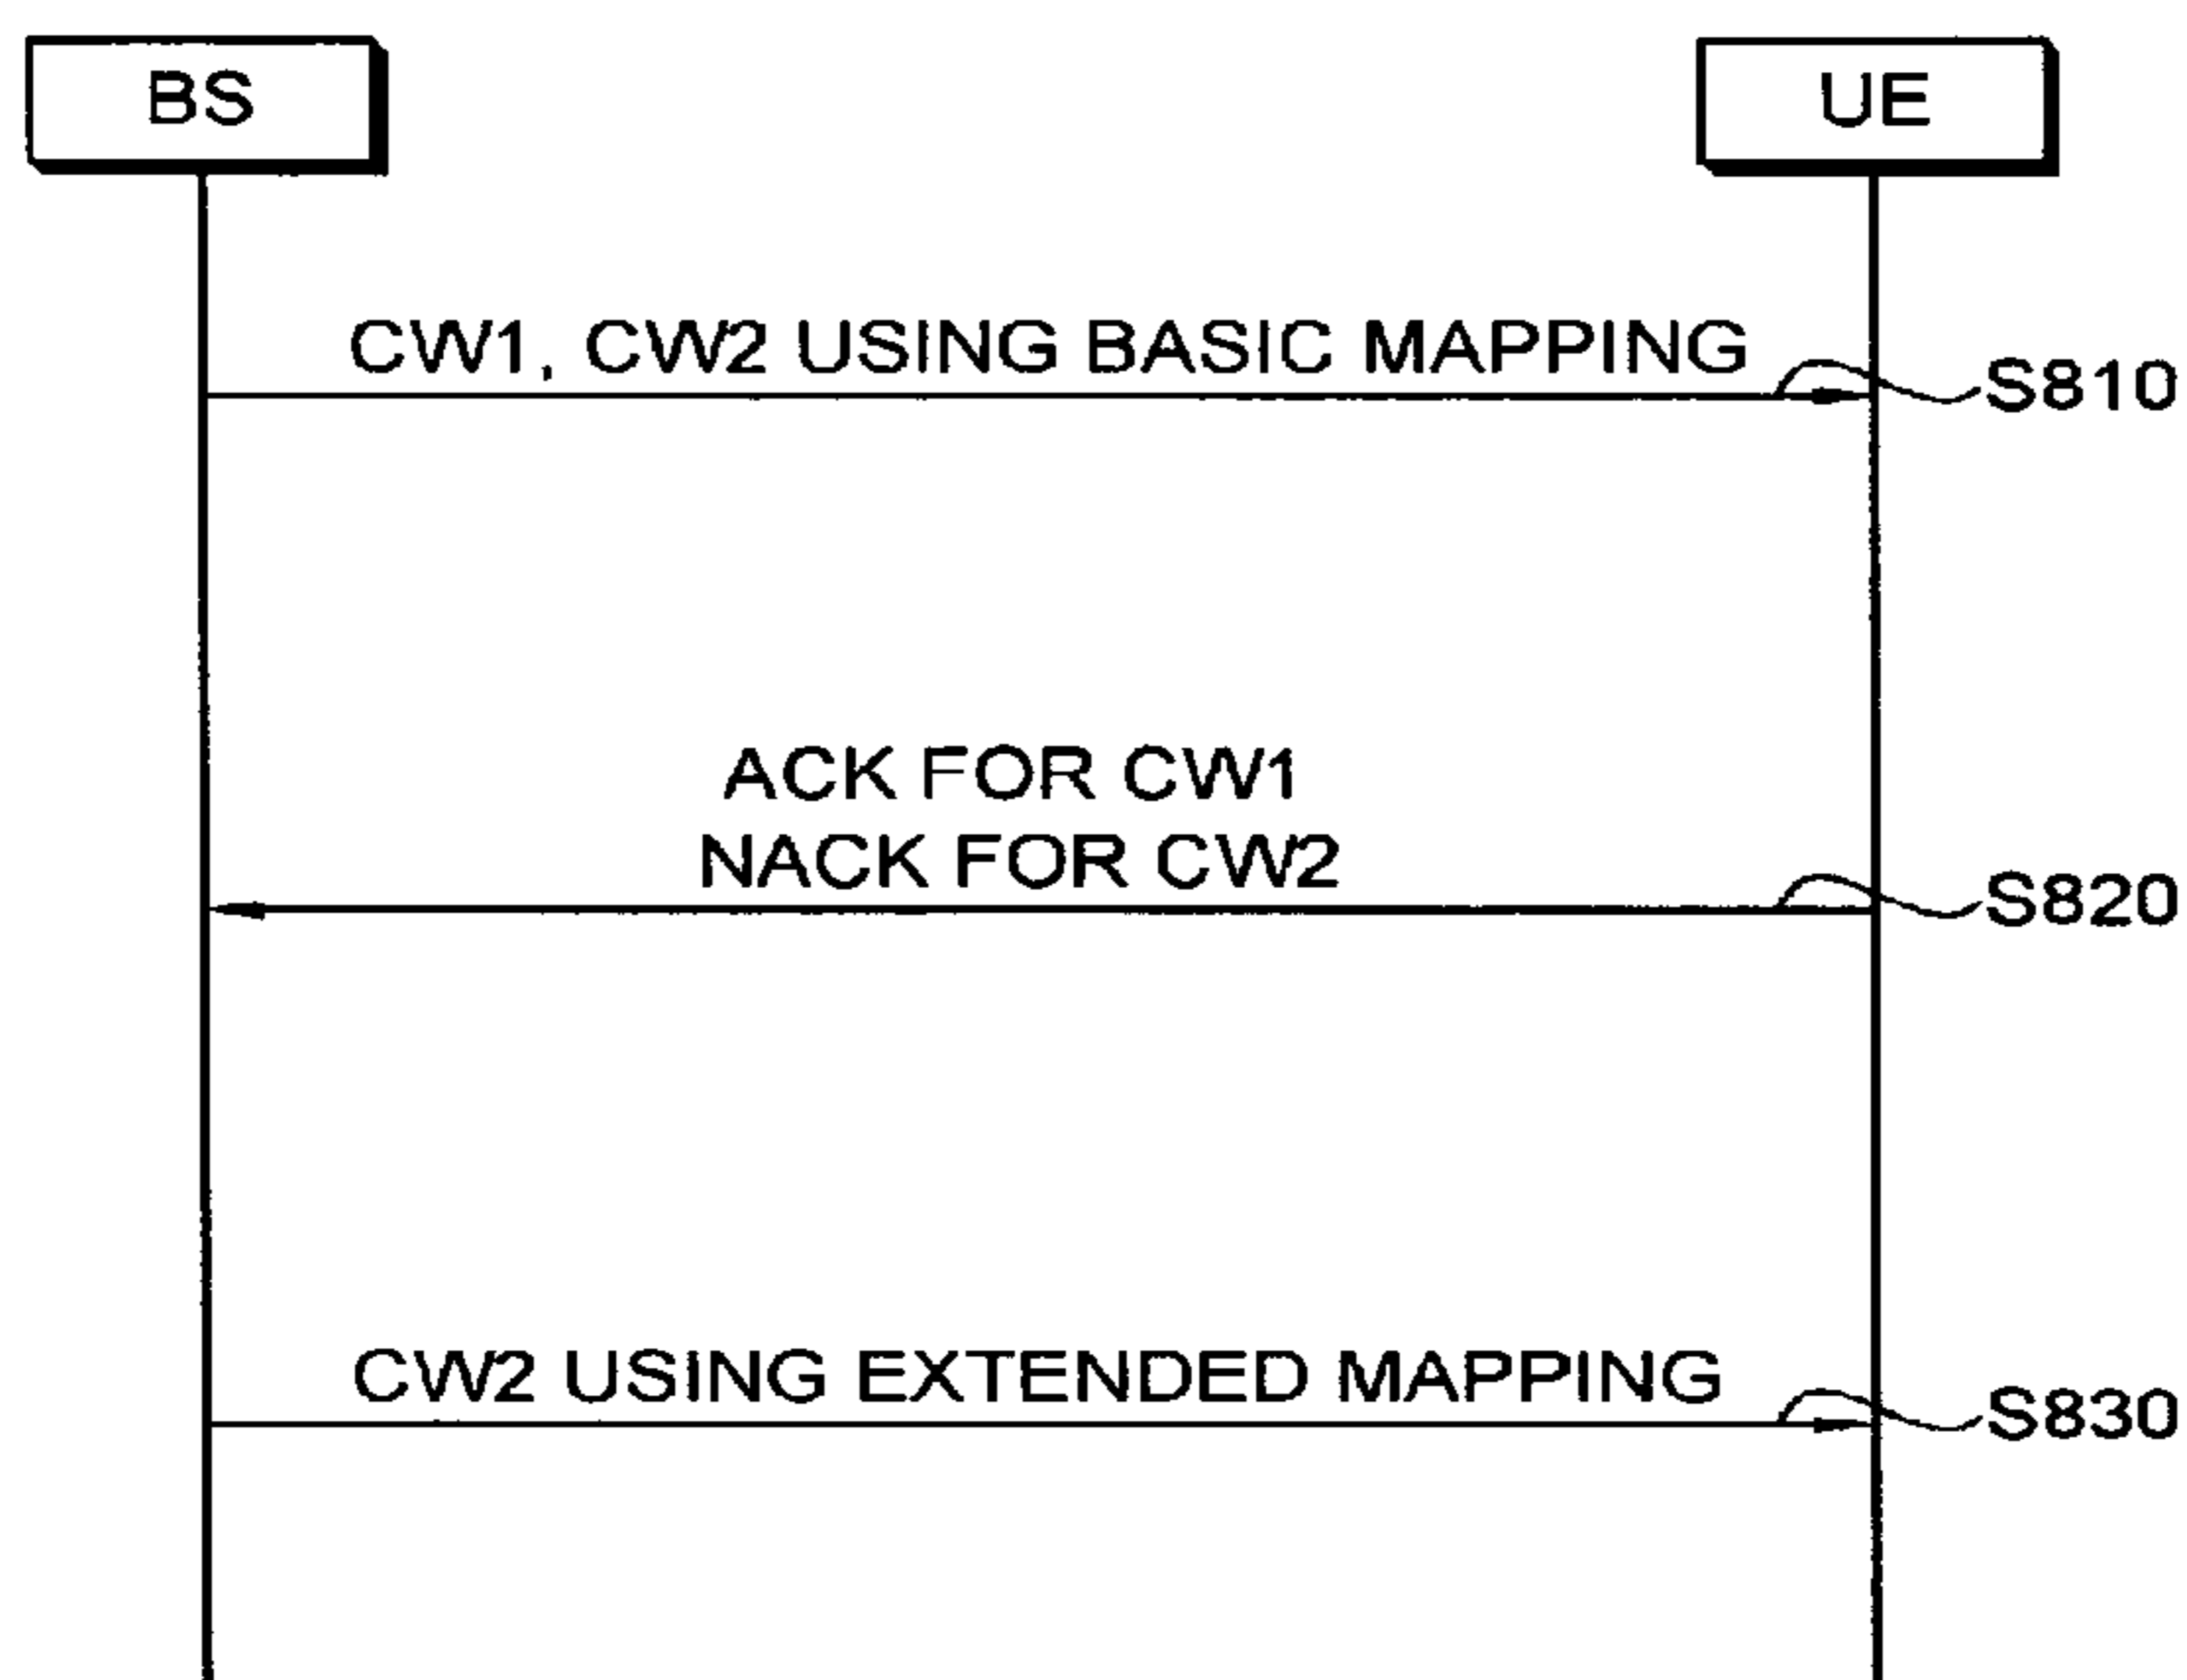 BS
UE
CW1, CW2 USING BASIC MAPPING
S810
ACK FOR CW1
NACK FOR CW2
S820
CW2 USING EXTENDED MAPPING
S830